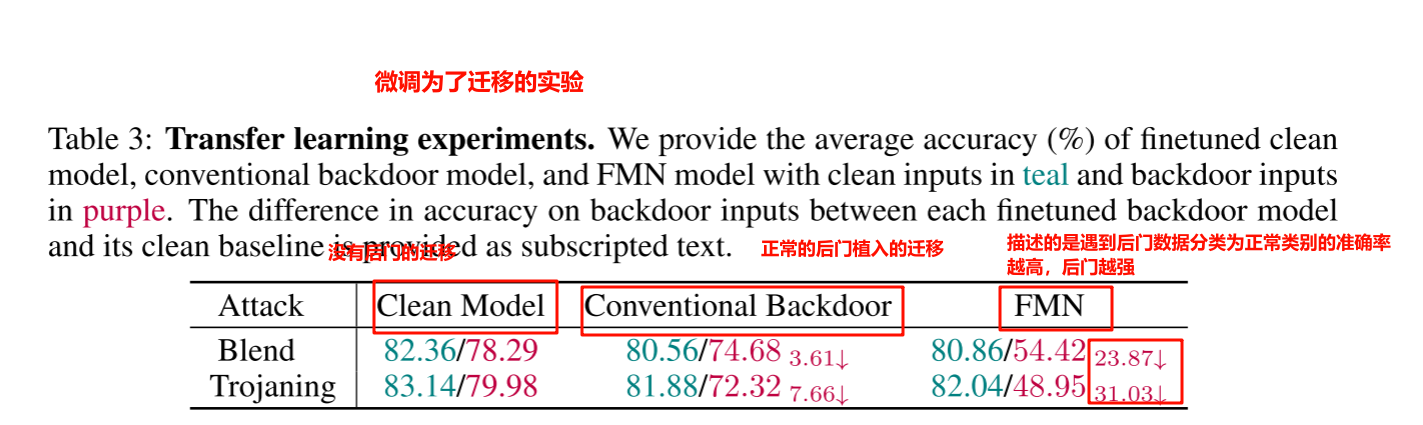 微调为了迁移的实验
Table 3: Transfer learning experiments. We provide the average accuracy (%) of finetuned clean
model, conventional backdoor model, and FMN model with clean inputs in teal and backdoor inputs
in purple. The difference in accuracy on backdoor inputs between each finetuned backdoor model
and its clean baseline is provided as subscripted text.
没有后门的迁移
正常的后门植入的迁移
描述的是遇到后门数据分类为正常类别的准确率
越高，后门越强
Attack Clean Model Conventional Backdoor FMN
Blend 82.36/78.29 80.56/74.68 3.61↓ 80.86/54.42 23.87↓
Trojaning 83.14/79.98 81.88/72.32 7.66↓ 82.04/48.95 31.03↓